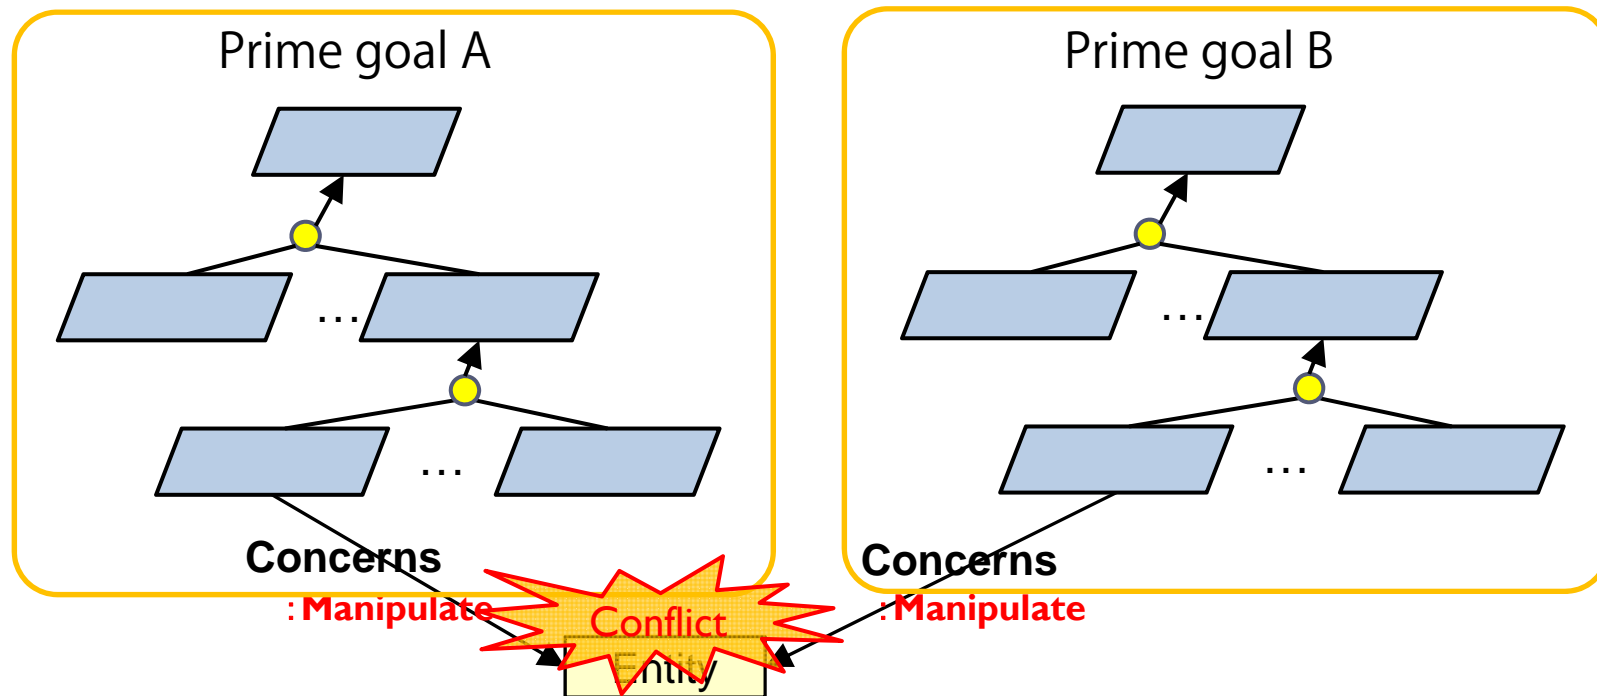 Prime goal A
Prime goal B
...
...
...
...
Concerns
:Manipulate
Concerns
:Manipulate
Conflict
Entity